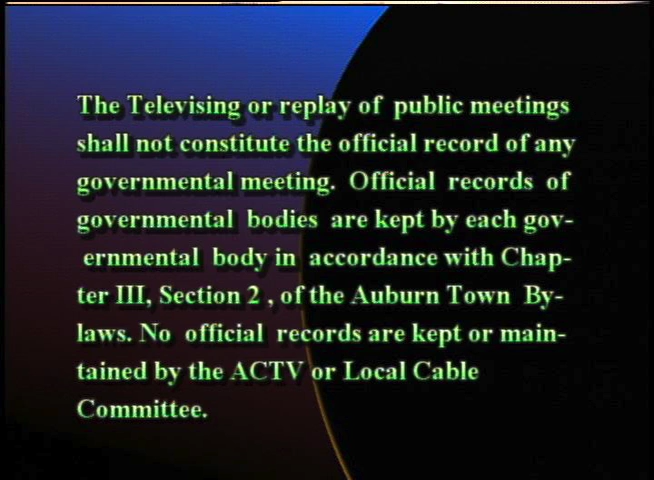 The Televising or replay of public meetings
shall not constitute the official record of any
governmental meeting. Official records of
governmental bodies are kept by each gov-
ernmental body in accordance with Chap-
ter III, Section 2 , of the Auburn Town By-
laws. No official records are kept or main-
tained by the ACTV or Local Cable
Committee.